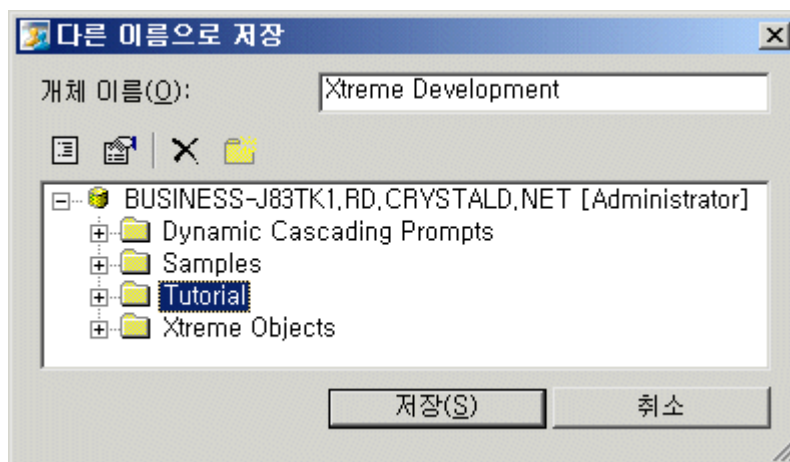 다른 이름으로 저장
개체 이름(O): Xtreme Development
BUSINESS-J83TK1,RD,CRYSTALD,NET [Administrator]
Dynamic Cascading Prompts
Samples
Tutorial
Xtreme Objects
저장(S) 취소